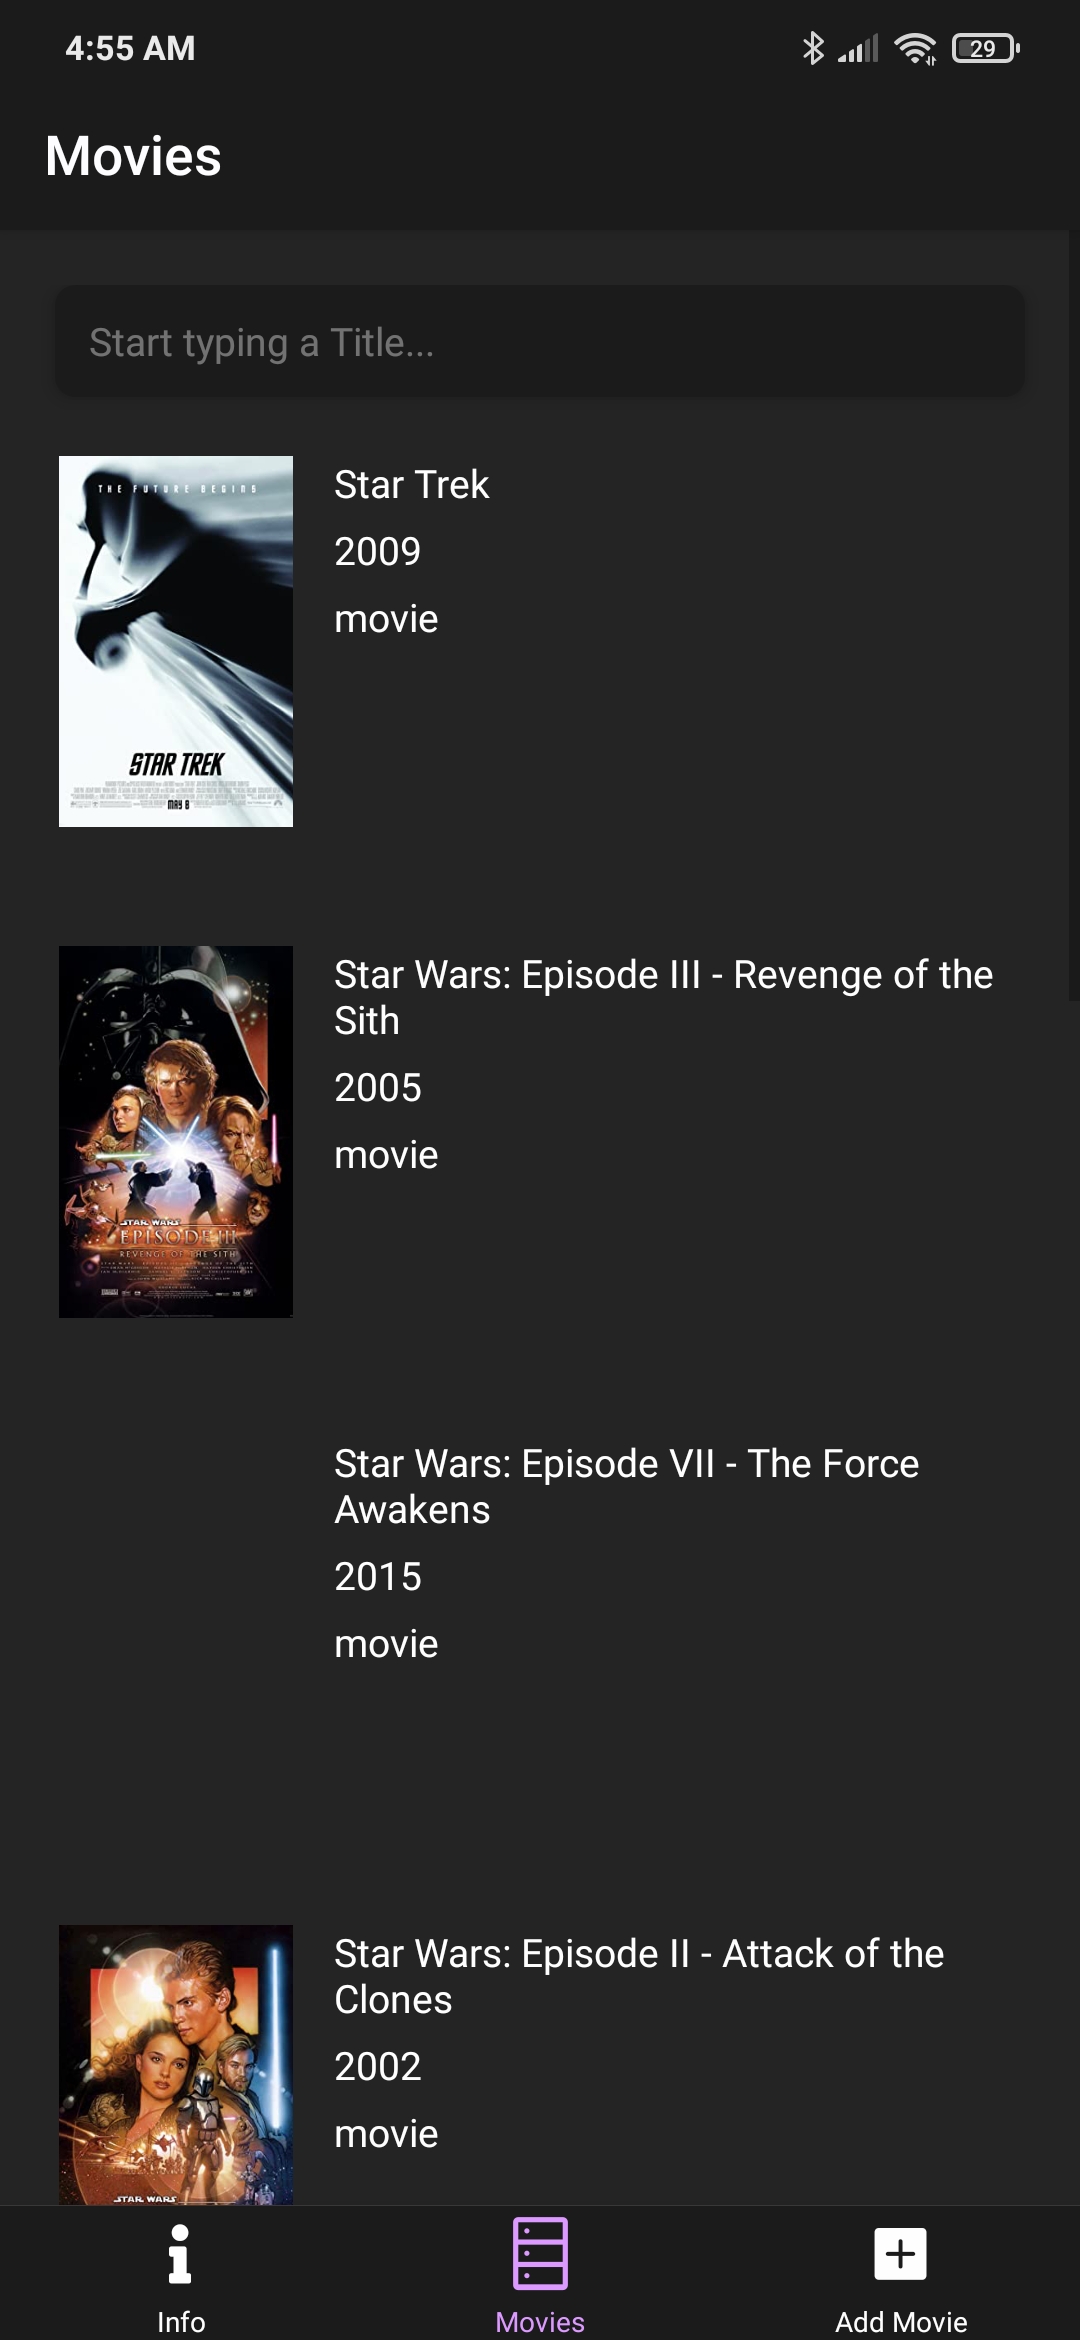 4:55 AM
29
Movies
Start typing a Title...
THE FUTURE BEGINS
STAR TREK
MAY 8
Star Trek
2009
movie
STAR WARS
EPISODE III
REVENGE OF THE SITH
Star Wars: Episode III - Revenge of the
Sith
2005
movie
Star Wars: Episode VII - The Force
Awakens
2015
movie
STAR WARS
Star Wars: Episode II - Attack of the
Clones
2002
movie
Info
Movies
Add Movie